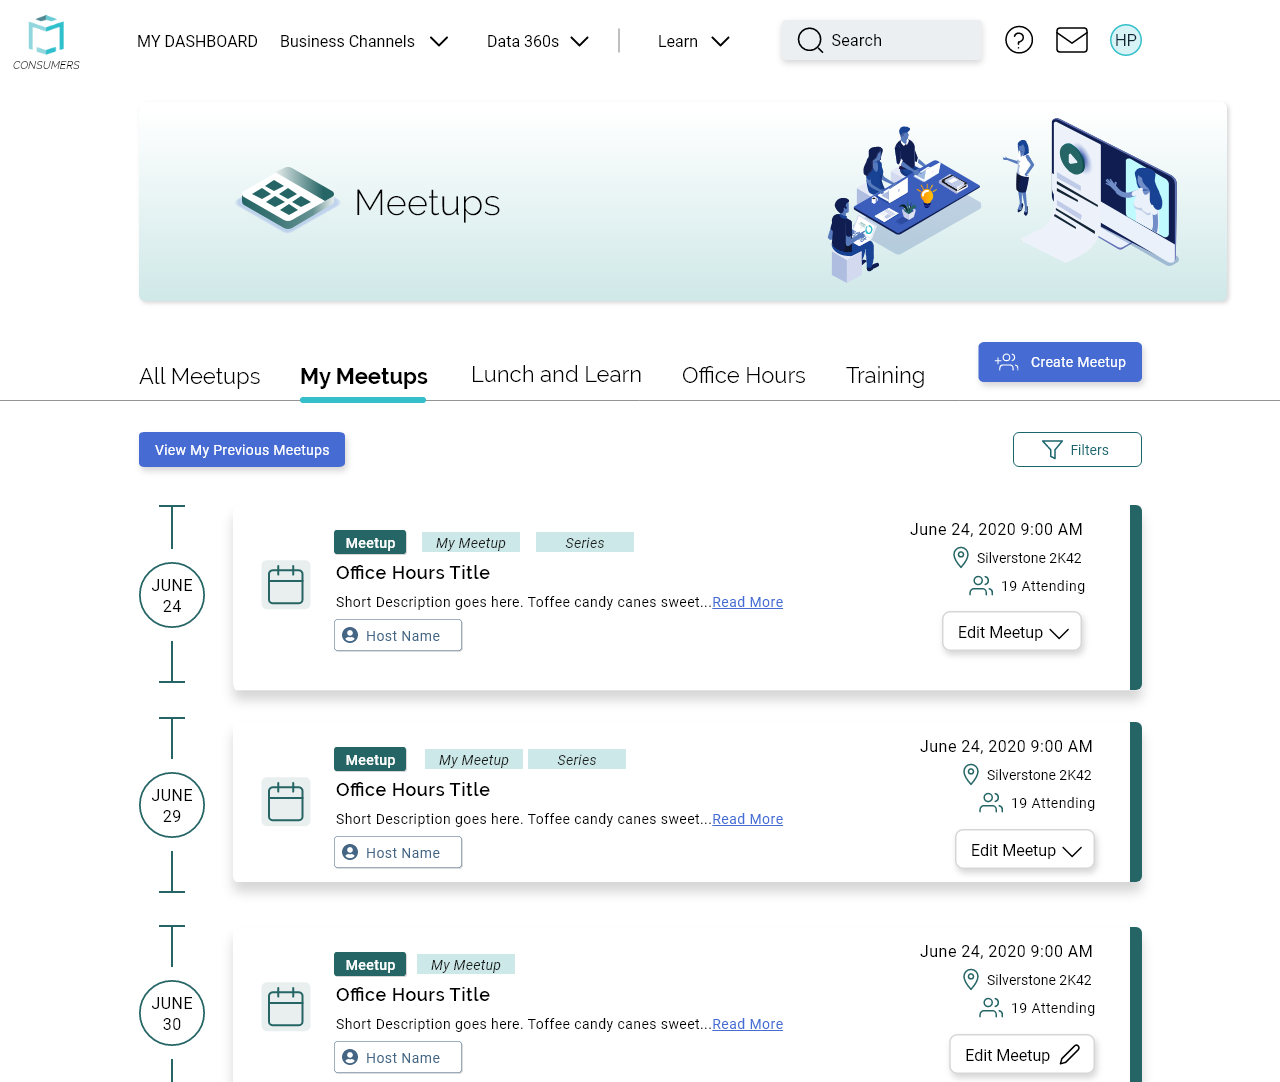 CONSUMERS
MY DASHBOARD Business Channels Data 360s Learn Search HP
Meetups
All Meetups My Meetups Lunch and Learn Office Hours Training Create Meetup
View My Previous Meetups Filters
JUNE
24
Meetup My Meetup Series
Office Hours Title
Short Description goes here. Toffee candy canes sweet...Read More
Host Name
June 24, 2020 9:00 AM
Silverstone 2K42
19 Attending
Edit Meetup
JUNE
29
Meetup My Meetup Series
Office Hours Title
Short Description goes here. Toffee candy canes sweet...Read More
Host Name
June 24, 2020 9:00 AM
Silverstone 2K42
19 Attending
Edit Meetup
JUNE
30
Meetup My Meetup
Office Hours Title
Short Description goes here. Toffee candy canes sweet...Read More
Host Name
June 24, 2020 9:00 AM
Silverstone 2K42
19 Attending
Edit Meetup